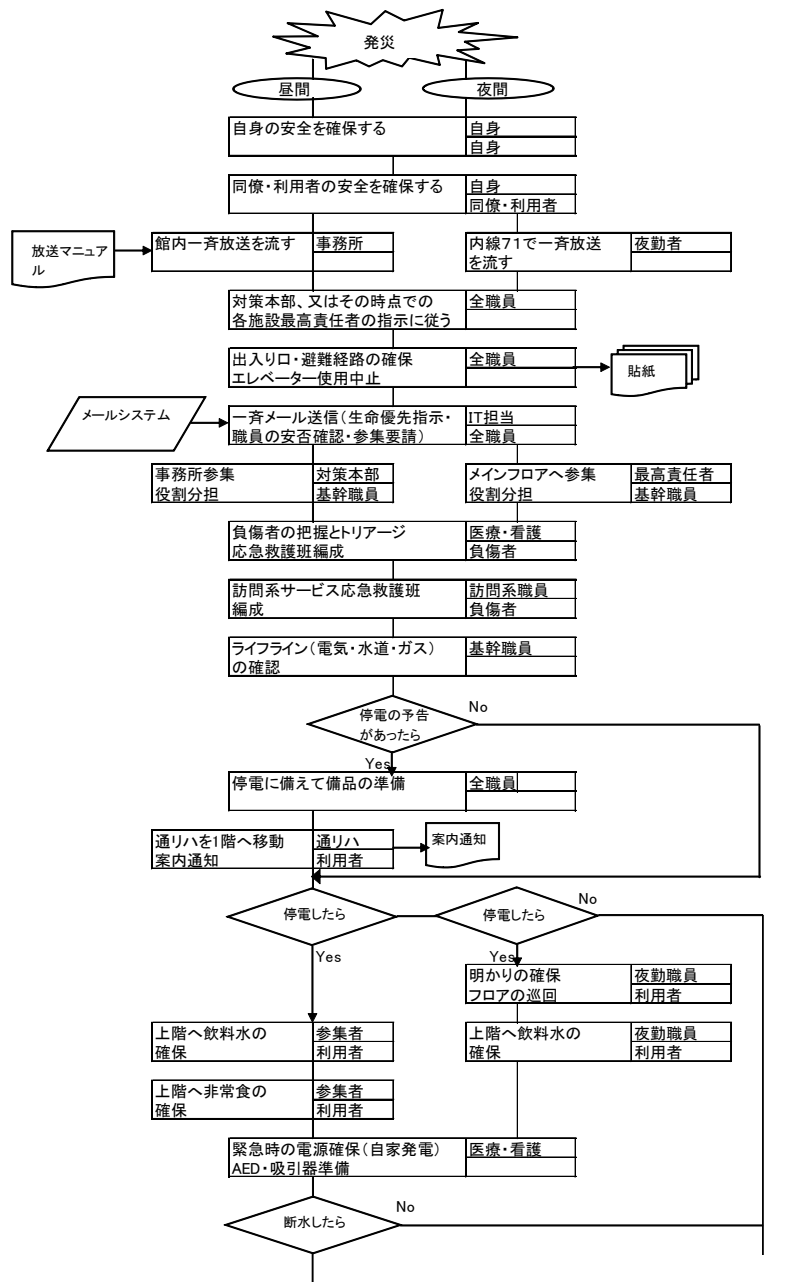 発災
昼間
夜間
自身の安全を確保する
自身
自身
同僚・利用者の安全を確保する
自身
同僚・利用者
放送マニュア
ル
館内一斉放送を流す
事務所
内線71で一斉放送
を流す
夜勤者
対策本部、又はその時点での
各施設最高責任者の指示に従う
全職員
出入り口・避難経路の確保
エレベーター使用中止
全職員
貼紙
メールシステム
一斉メール送信(生命優先指示・
職員の安否確認・参集要請)
IT担当
全職員
事務所参集
役割分担
対策本部
基幹職員
メインフロアへ参集
役割分担
最高責任者
基幹職員
負傷者の把握とトリアージ
応急救護班編成
医療・看護
負傷者
訪問系サービス応急救護班
編成
訪問系職員
負傷者
ライフライン(電気・水道・ガス)
の確認
基幹職員
停電の予告
があったら
No
Yes
停電に備えて備品の準備
全職員
通リハを1階へ移動
案内通知
通リハ
利用者
案内通知
停電したら
停電したら
No
Yes
Yes
明かりの確保
フロアの巡回
夜勤職員
利用者
上階へ飲料水の
確保
参集者
利用者
上階へ飲料水の
確保
夜勤職員
利用者
上階へ非常食の
確保
参集者
利用者
緊急時の電源確保(自家発電)
AED・吸引器準備
医療・看護
断水したら
No